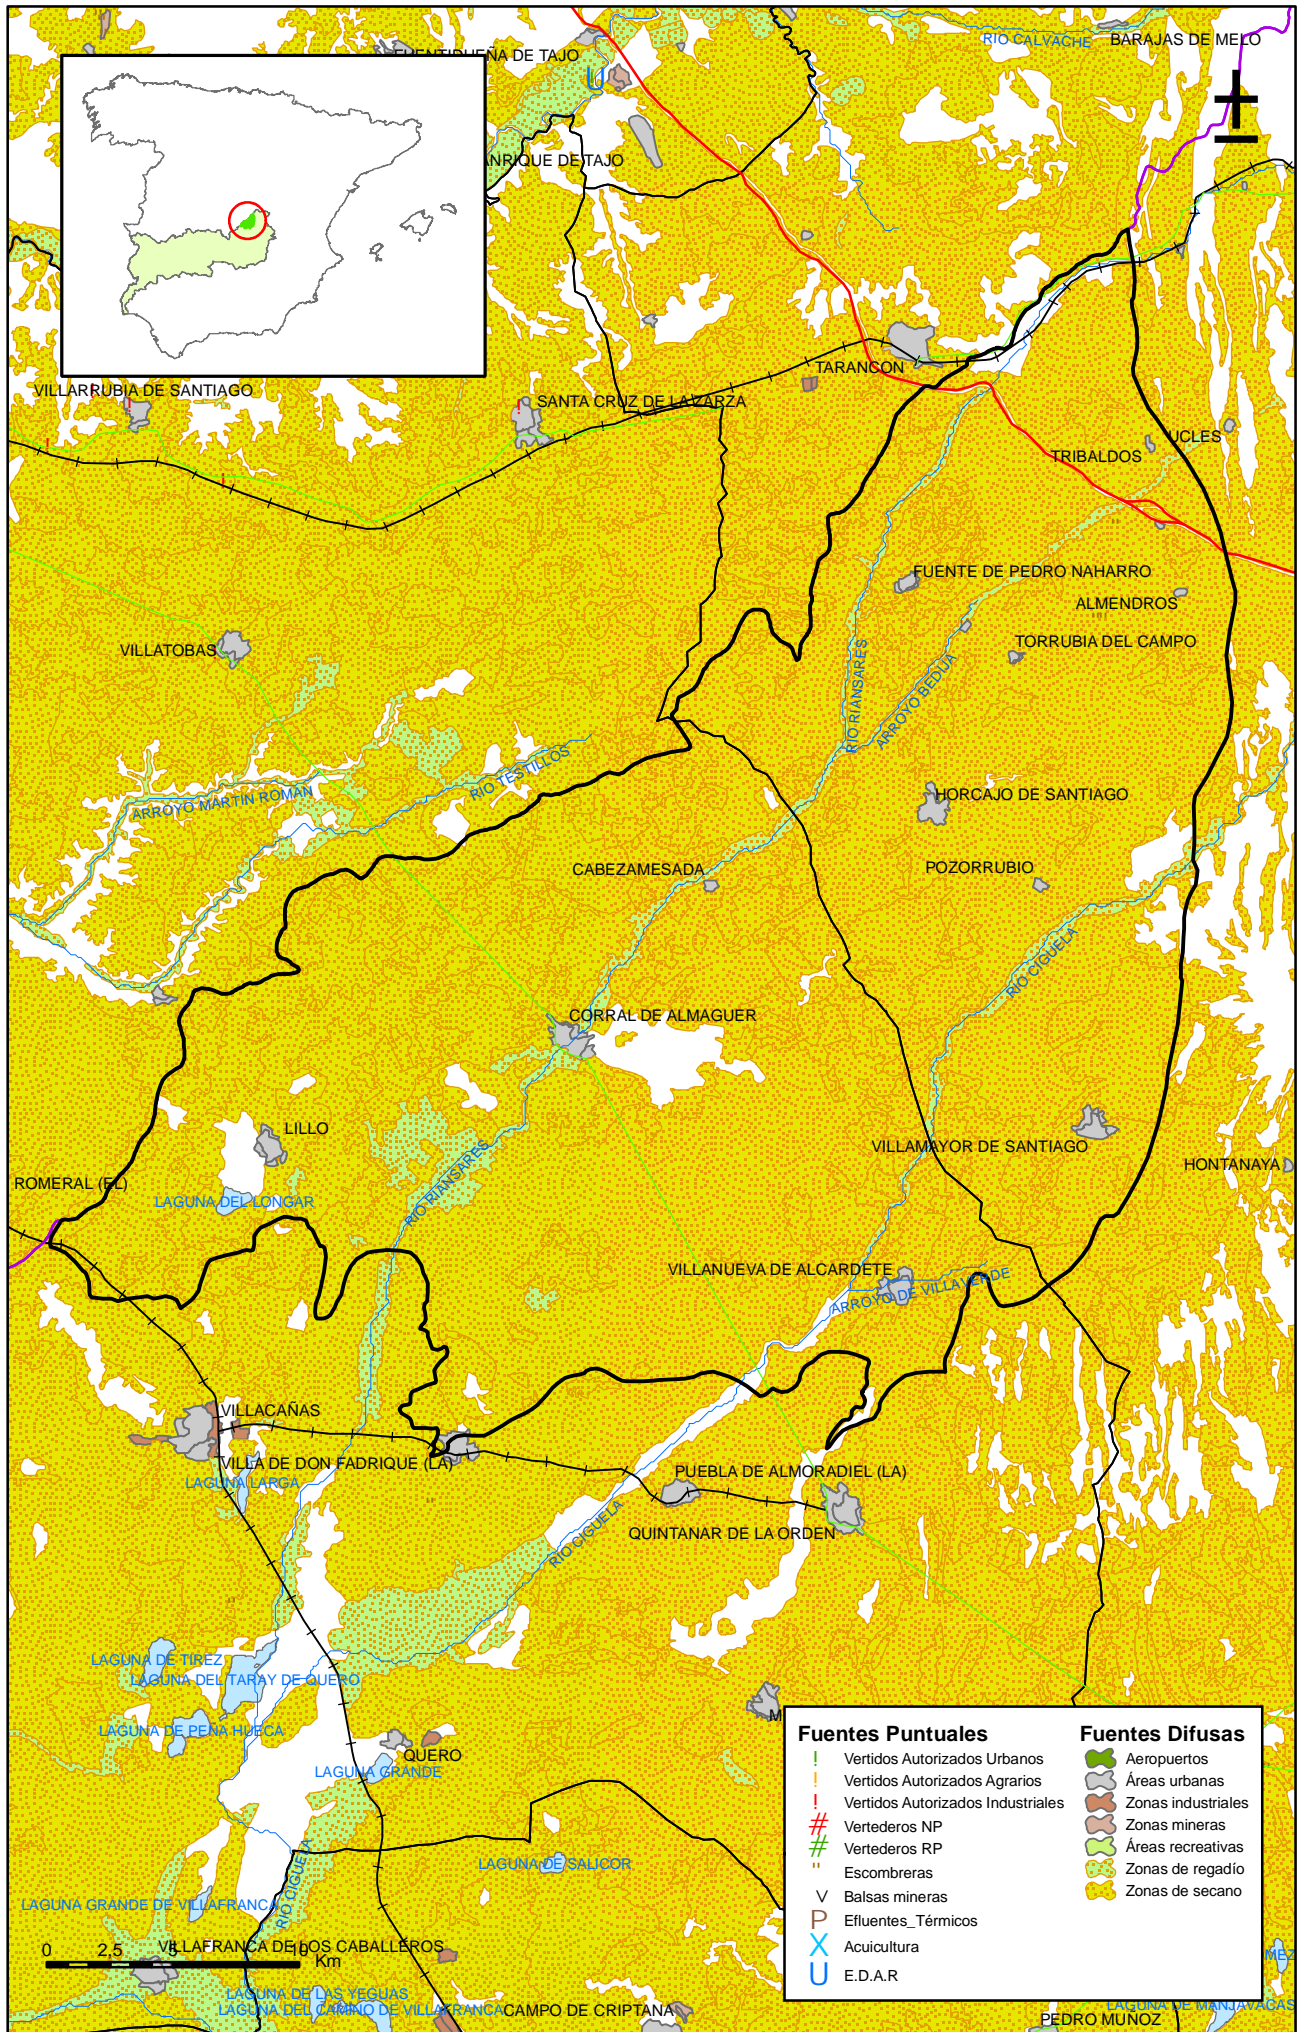 RIO CALVACHE
BARAJAS DE MELO
FUENTIDUEÑA DE TAJO
U
ANRIQUE DE TAJO
TARANCON
VILLARRUBIA DE SANTIAGO
SANTA CRUZ DE LA ZARZA
UCLES
TRIBALDOS
FUENTE DE PEDRO NAHARRO
ALMENDROS
TORRUBIA DEL CAMPO
VILLATOBAS
RIO RIANSARES
ARROYO BEDIJA
RIO TESTILLOS
ARROYO MARTIN ROMAN
HORCAJO DE SANTIAGO
CABEZAMESADA
POZORRUBIO
RIO CIGUELA
CORRAL DE ALMAGUER
LILLO
VILLAMAYOR DE SANTIAGO
HONTANAYA
ROMERAL (EL)
LAGUNA DEL LONGAR
RIO RIANSARES
VILLANUEVA DE ALCARDETE
ARROYO DE VILLAVERDE
VILLACAÑAS
VILLA DE DON FADRIQUE (LA)
LAGUNA LARGA
PUEBLA DE ALMORADIEL (LA)
QUINTANAR DE LA ORDEN
RIO CIGUELA
LAGUNA DE TIREZ
LAGUNA DEL TARAY DE QUERO
LAGUNA DE PEÑA HUECA
QUERO
LAGUNA GRANDE
M
LAGUNA DE SALICOR
LAGUNA GRANDE DE VILLAFRANCA
RIO CIGUELA
VILLAFRANCA DE LOS CABALLEROS
0 2,5 5 10
Km
LAGUNA DE LAS YEGUAS
LAGUNA DEL CAMINO DE VILLAFRANCA
CAMPO DE CRIPTANA
MEZ
LAGUNA DE MANJAVACAS
PEDRO MUÑOZ
Fuentes Puntuales
! Vertidos Autorizados Urbanos
! Vertidos Autorizados Agrarios
! Vertidos Autorizados Industriales
# Vertederos NP
# Vertederos RP
" Escombreras
V Balsas mineras
P Efluentes_Térmicos
X Acuicultura
U E.D.A.R
Fuentes Difusas
Aeropuertos
Áreas urbanas
Zonas industriales
Zonas mineras
Áreas recreativas
Zonas de regadío
Zonas de secano